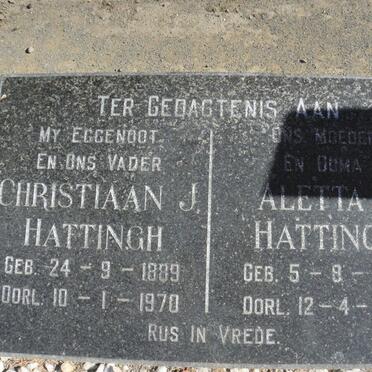 TER GEDAGTENIS AAN
MY EGGENOOT
EN ONS VADER
CHRISTIAAN J.
HATTINGH
GEB. 24 - 9 - 1889
OORL. 10 - 1 - 1970
ONS MOEDER
EN OUMA
ALETTA
HATTING
GEB. 5 - 8 -
OORL. 12 - 4 -
RUS IN VREDE.